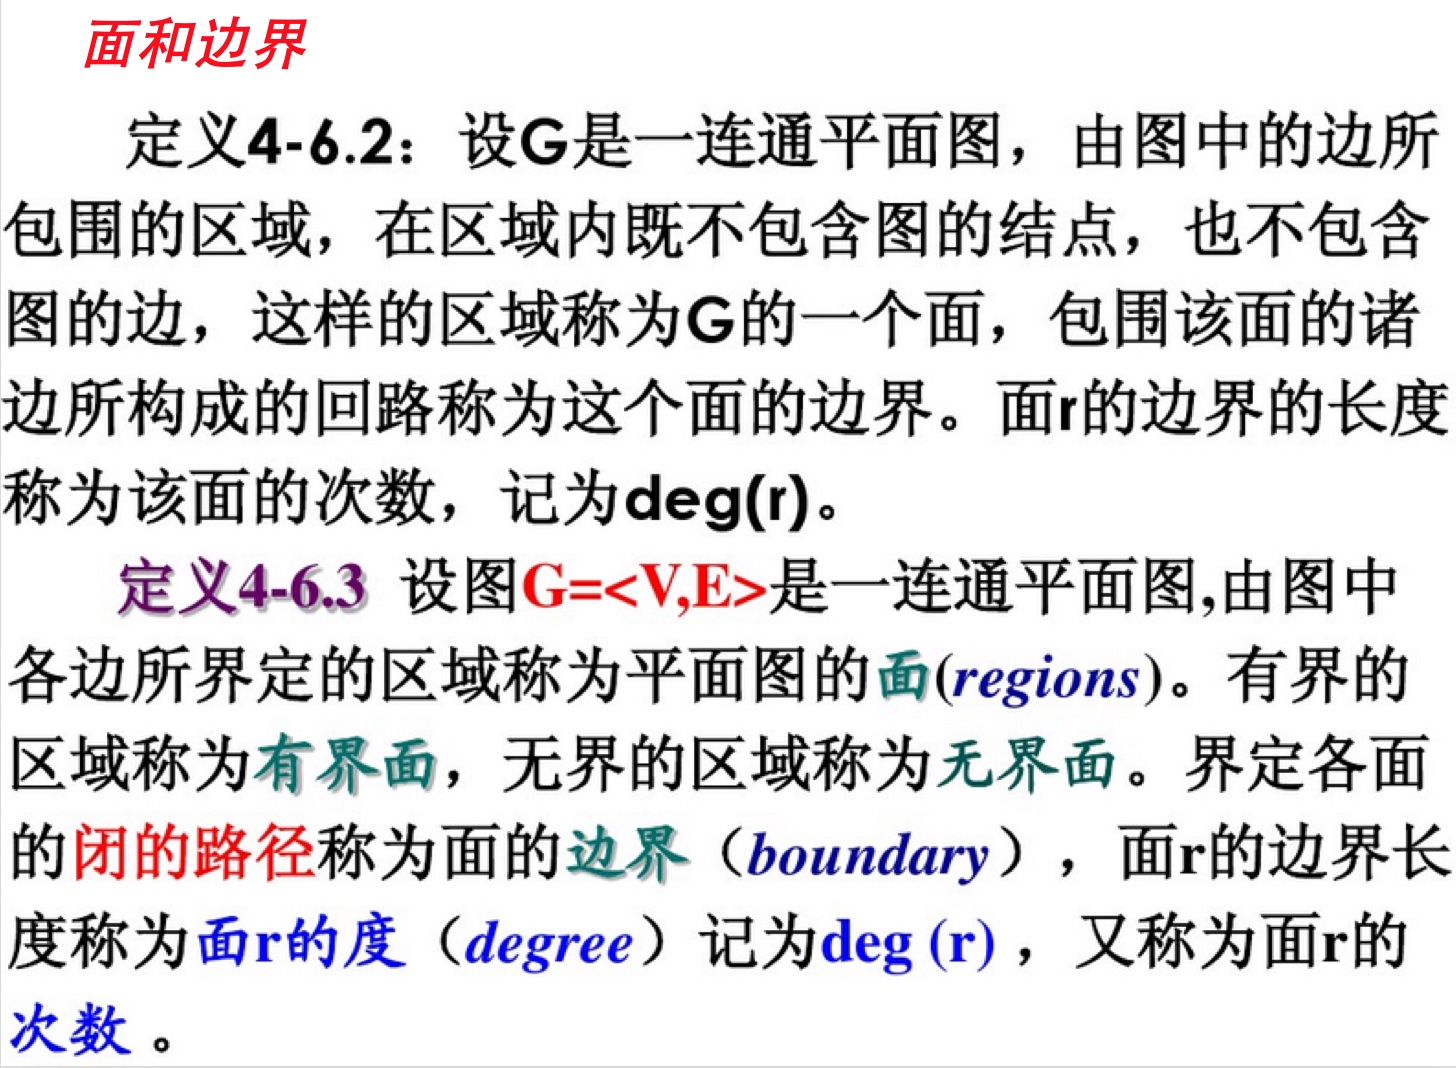 面和边界
定义4-6.2：设G是一连通平面图，由图中的边所
包围的区域，在区域内既不包含图的结点，也不包含
图的边，这样的区域称为G的一个面，包围该面的诸
边所构成的回路称为这个面的边界。面r的边界的长度
称为该面的次数，记为deg(r)。
定义4-6.3 设图G=<V,E>是一连通平面图,由图中
各边所界定的区域称为平面图的面(regions)。有界的
区域称为有界面，无界的区域称为无界面。界定各面
的闭的路径称为面的边界（boundary），面r的边界长
度称为面r的度（degree）记为deg (r)，又称为面r的
次数。